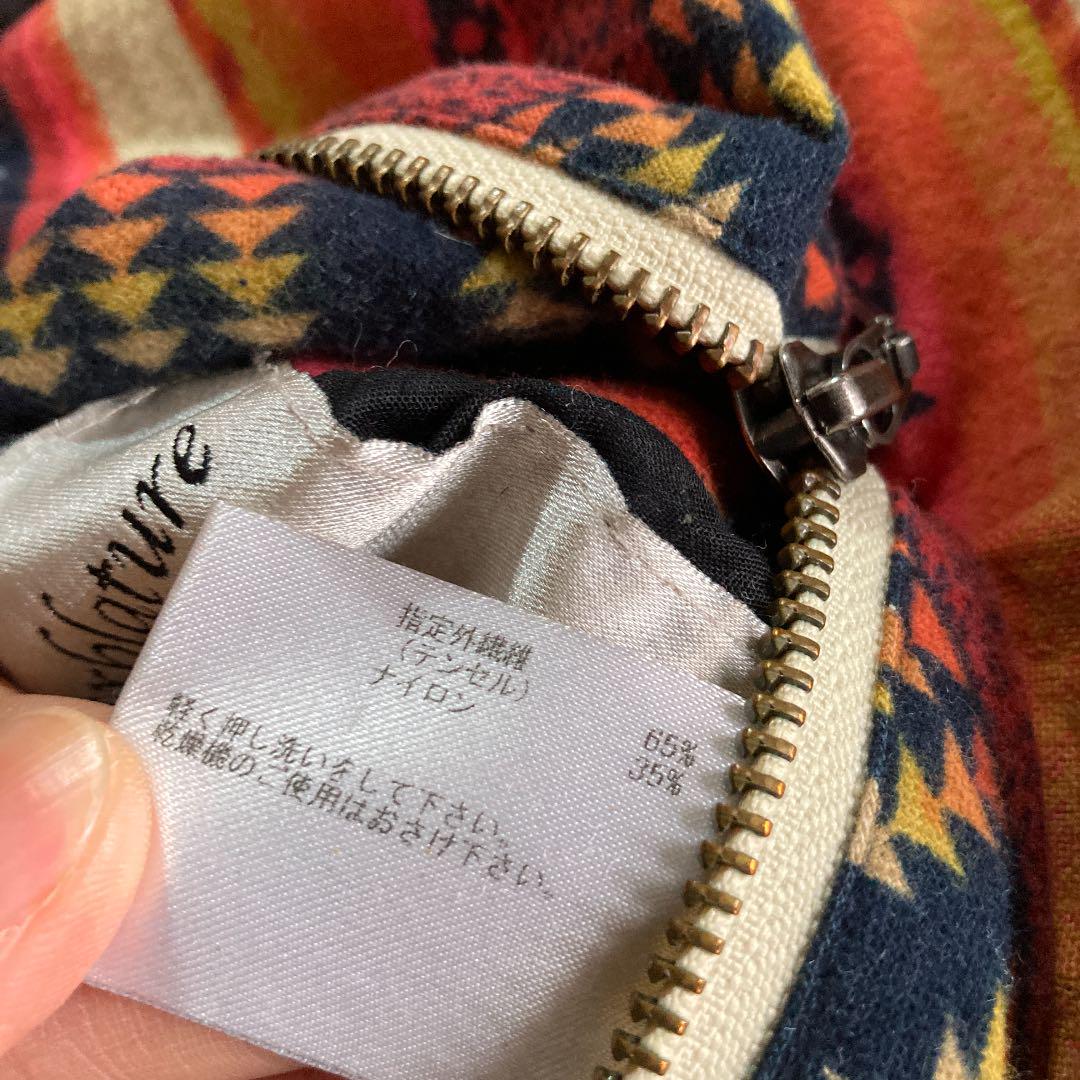 指定外繊維
(テンセル)
ナイロン
65%
35%
軽く押し洗いをして下さい。
乾燥機のご使用はおさけ下さい。